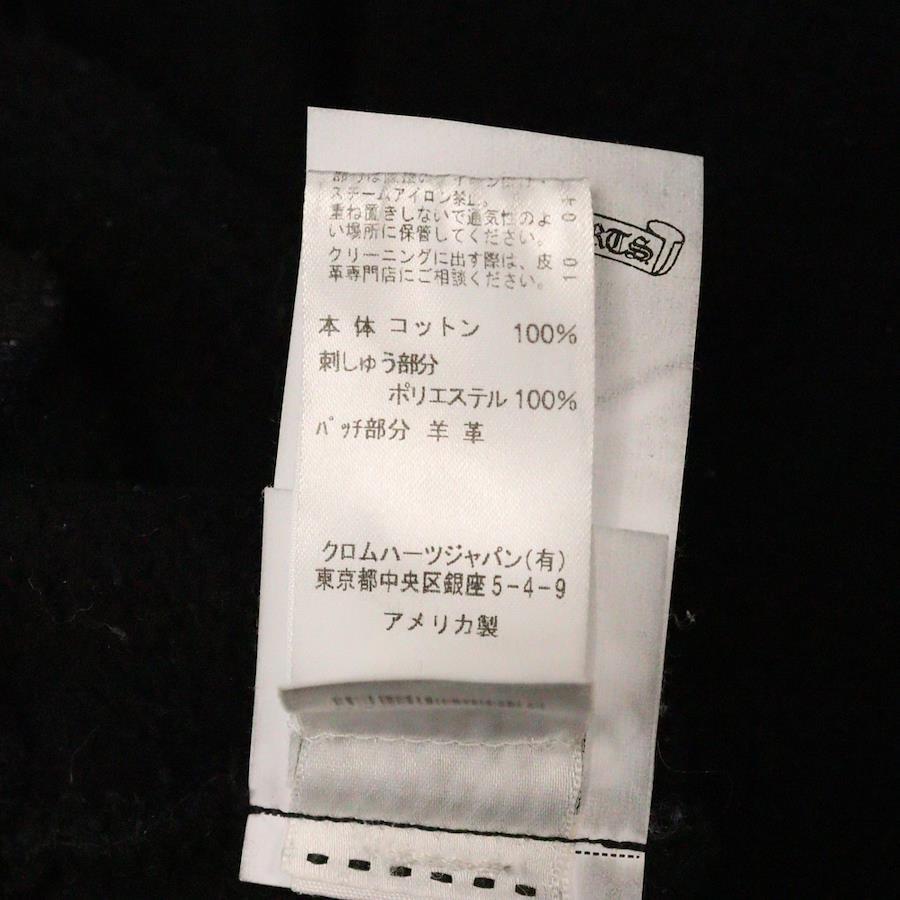 スチームアイロン禁止。
重ね置きしないで通気性のよ
い場所に保管してください。
クリーニングに出す際は、皮
革専門店にご相談ください。
本 体 コットン 100%
刺しゅう部分
ポリエステル 100%
パッチ部分 羊 革
クロムハーツジャパン(有)
東京都中央区銀座5-4-9
アメリカ製
RTS